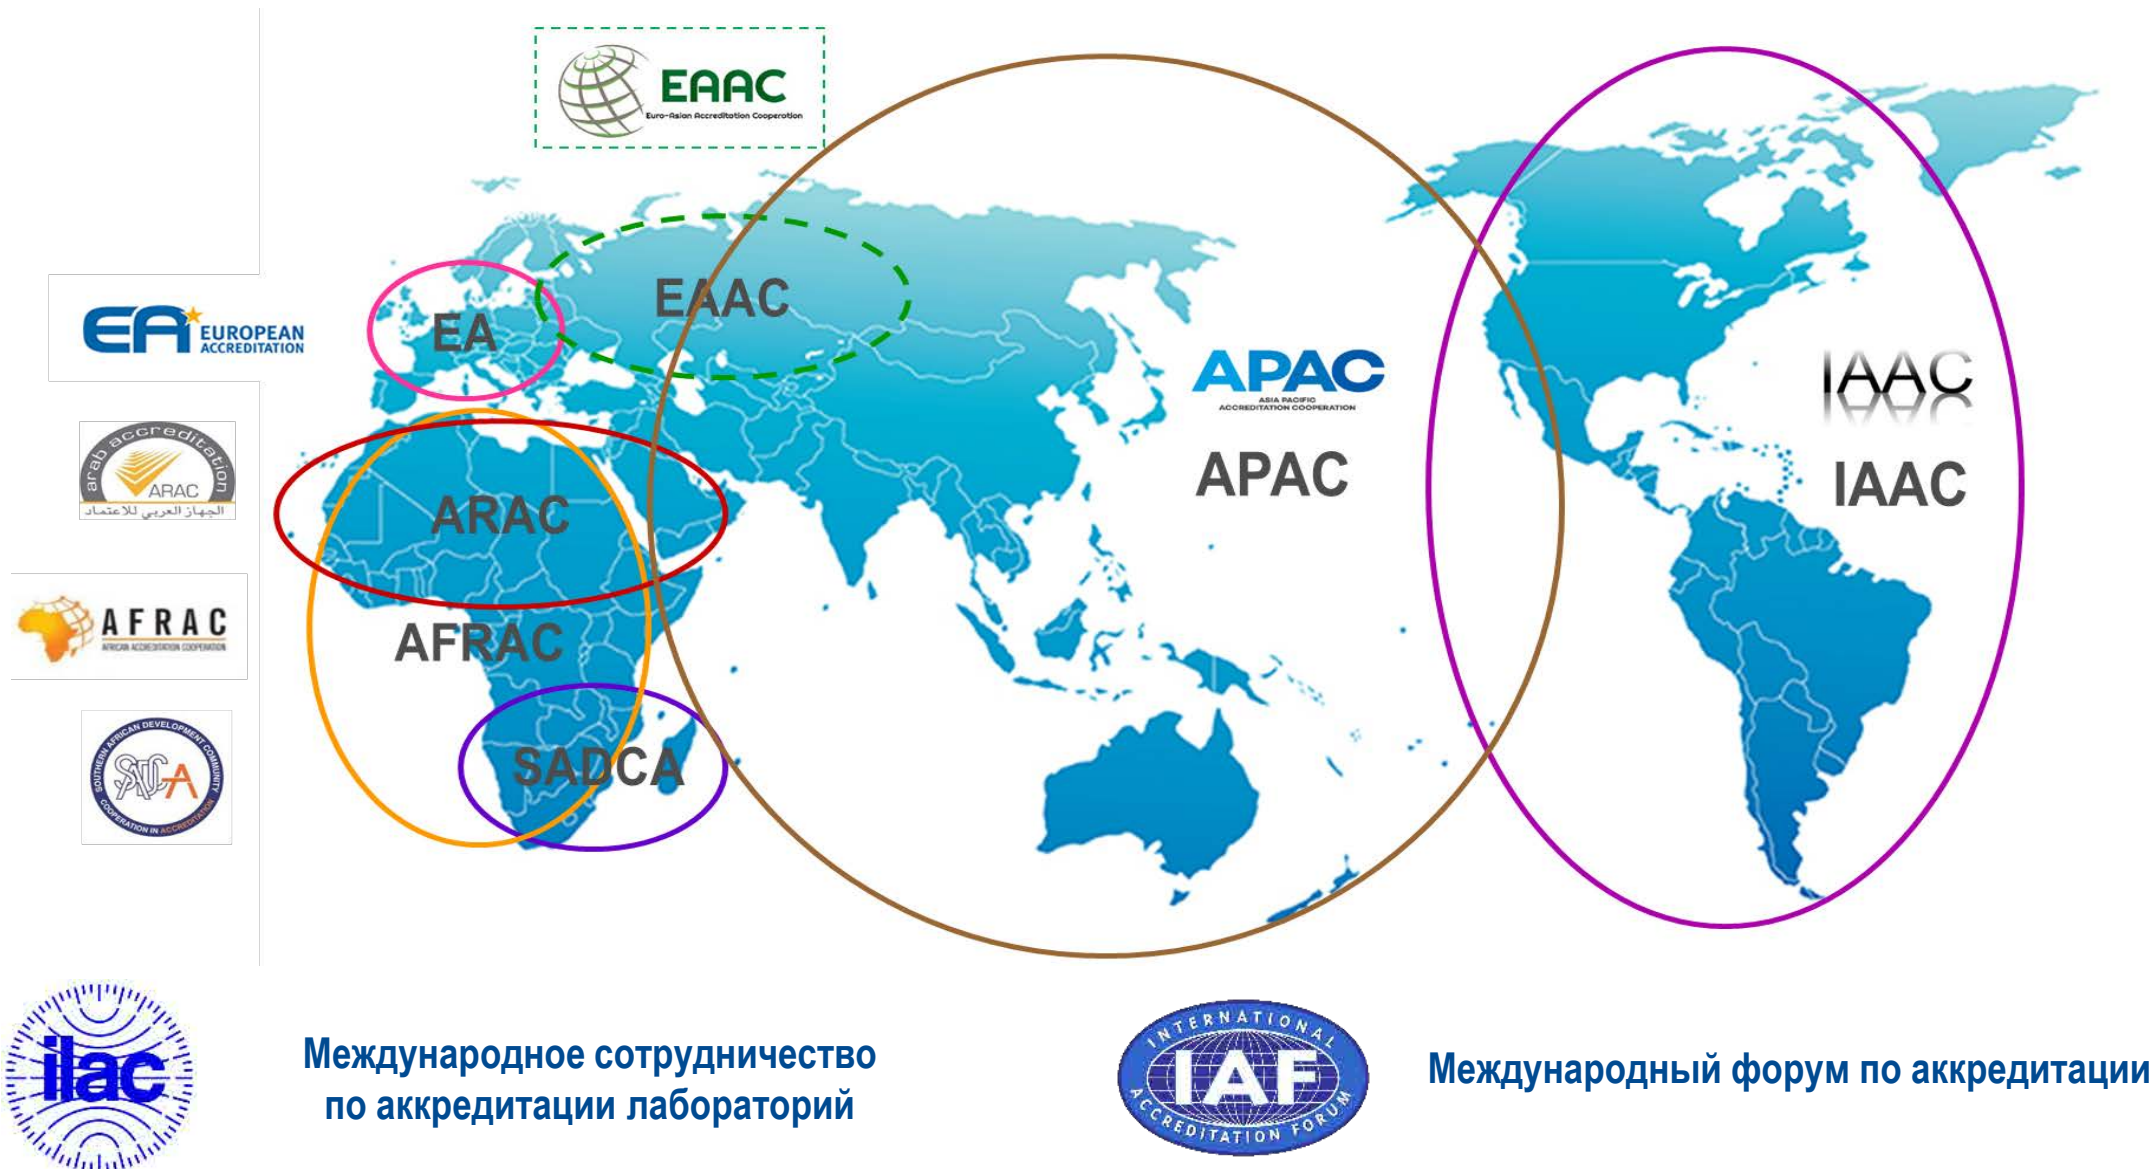 EAAC
Euro-Asian Accreditation Cooperation
EAAC
EA EUROPEAN
ACCREDITATION
EA
APAC
ASIA PACIFIC
ACCREDITATION COOPERATION
APAC
IAAC
IAAC
arab accreditation
ARAC
الجهاز العربي للاعتماد
ARAC
AFRAC
AFRICAN ACCREDITATION COOPERATION
AFRAC
SOUTHERN AFRICAN DEVELOPMENT COMMUNITY
SADCA
COOPERATION IN ACCREDITATION
SADCA
ilac
Международное сотрудничество
по аккредитации лабораторий
INTERNATIONAL
IAF
ACCREDITATION FORUM
Международный форум по аккредитации